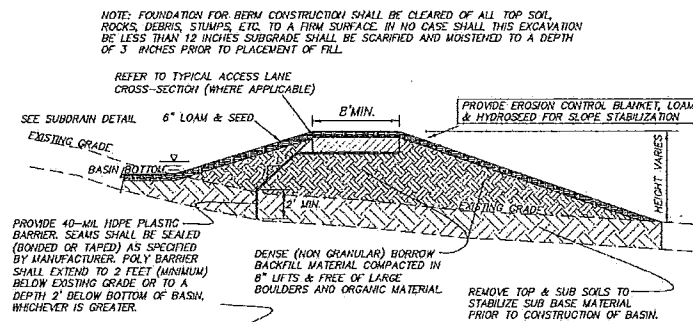 NOTE: FOUNDATION FOR BERM CONSTRUCTION SHALL BE CLEARED OF ALL TOP SOIL,
ROCKS, DEBRIS, STUMPS, ETC. TO A FIRM SURFACE. IN NO CASE SHALL THIS EXCAVATION
BE LESS THAN 12 INCHES SUBGRADE SHALL BE SCARIFIED AND MOISTENED TO A DEPTH
OF 3 INCHES PRIOR TO PLACEMENT OF FILL.
REFER TO TYPICAL ACCESS LANE
CROSS-SECTION (WHERE APPLICABLE)
8'MIN.
SEE SUBDRAIN DETAIL
6" LOAM & SEED
PROVIDE EROSION CONTROL BLANKET, LOAM
& HYDROSEED FOR SLOPE STABILIZATION
EXISTING GRADE
BASIN BOTTOM
HEIGHT VARIES
EXISTING GRADE
2' MIN.
PROVIDE 40-MIL HDPE PLASTIC
BARRIER. SEAMS SHALL BE SEALED
(BONDED OR TAPED) AS SPECIFIED
BY MANUFACTURER. POLY BARRIER
SHALL EXTEND TO 2 FEET (MINIMUM)
BELOW EXISTING GRADE OR TO A
DEPTH 2' BELOW BOTTOM OF BASIN,
WHICHEVER IS GREATER.
DENSE (NON GRANULAR) BORROW
BACKFILL MATERIAL COMPACTED IN
8" LIFTS & FREE OF LARGE
BOULDERS AND ORGANIC MATERIAL
REMOVE TOP & SUB SOILS TO
STABILIZE SUB BASE MATERIAL
PRIOR TO CONSTRUCTION OF BASIN.